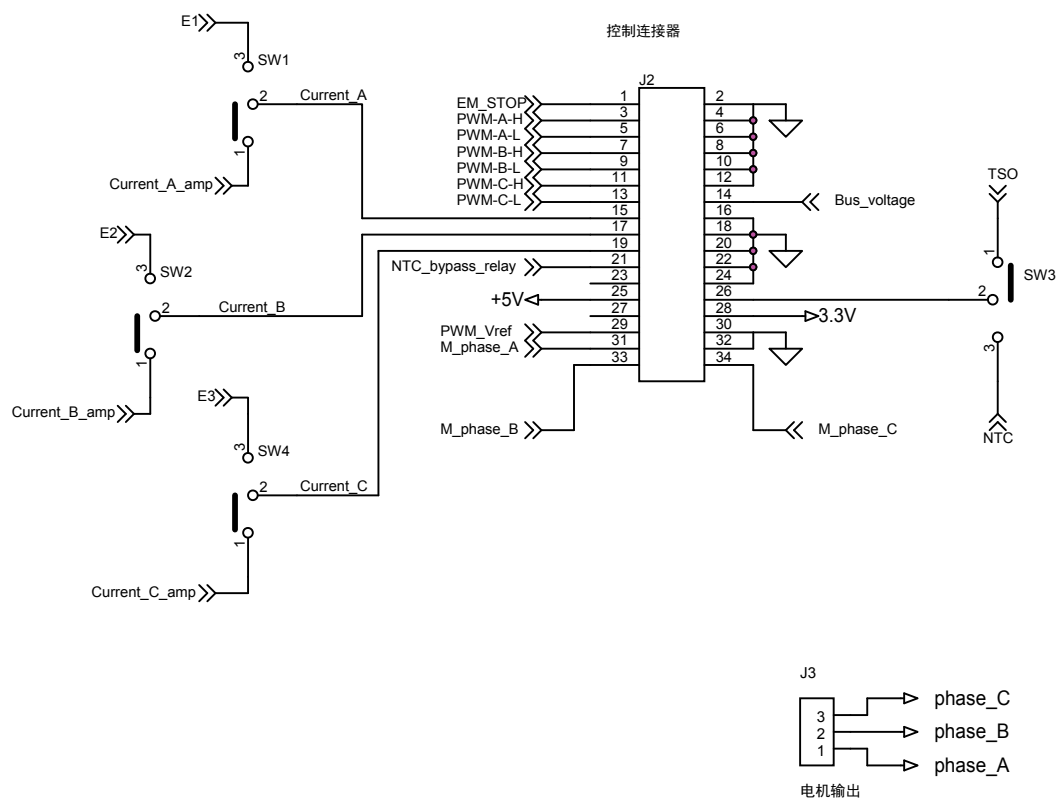 控制连接器
E1
3
SW1
2
Current_A
1
Current_A_amp
E2
3
SW2
2
Current_B
1
Current_B_amp
E3
3
SW4
2
Current_C
1
Current_C_amp
J2
EM_STOP 1 2
PWM-A-H 3 4
PWM-A-L 5 6
PWM-B-H 7 8
PWM-B-L 9 10
PWM-C-H 11 12
PWM-C-L 13 14 Bus_voltage
15 16
17 18
19 20
NTC_bypass_relay 21 22
23 24
+5V 25 26
27 28 3.3V
PWM_Vref 29 30
M_phase_A 31 32
33 34
M_phase_B
M_phase_C
TSO
1
SW3
2
3
NTC
J3
3 phase_C
2 phase_B
1 phase_A
电机输出